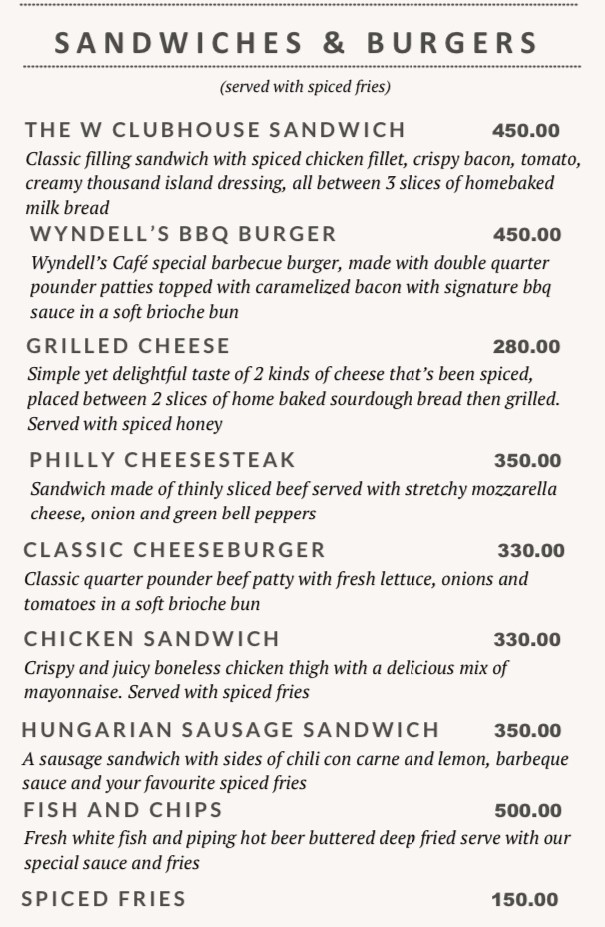 SANDWICHES & BURGERS
(served with spiced fries)
THE W CLUBHOUSE SANDWICH 450.00
Classic filling sandwich with spiced chicken fillet, crispy bacon, tomato,
creamy thousand island dressing, all between 3 slices of homebaked
milk bread
WYNDELL'S BBQ BURGER 450.00
Wyndell's Café special barbecue burger, made with double quarter
pounder patties topped with caramelized bacon with signature bbq
sauce in a soft brioche bun
GRILLED CHEESE 280.00
Simple yet delightful taste of 2 kinds of cheese that's been spiced,
placed between 2 slices of home baked sourdough bread then grilled.
Served with spiced honey
PHILLY CHEESESTEAK 350.00
Sandwich made of thinly sliced beef served with stretchy mozzarella
cheese, onion and green bell peppers
CLASSIC CHEESEBURGER 330.00
Classic quarter pounder beef patty with fresh lettuce, onions and
tomatoes in a soft brioche bun
CHICKEN SANDWICH 330.00
Crispy and juicy boneless chicken thigh with a delicious mix of
mayonnaise. Served with spiced fries
HUNGARIAN SAUSAGE SANDWICH 350.00
A sausage sandwich with sides of chili con carne and lemon, barbeque
sauce and your favourite spiced fries
FISH AND CHIPS 500.00
Fresh white fish and piping hot beer buttered deep fried serve with our
special sauce and fries
SPICED FRIES 150.00